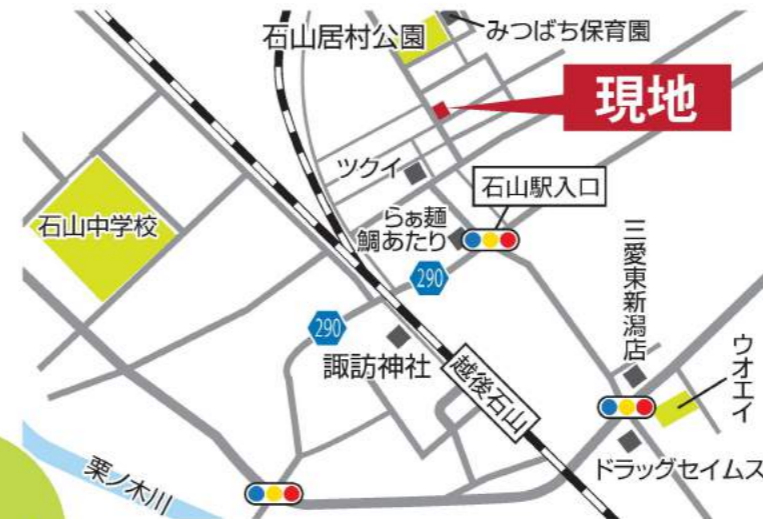 石山居村公園
みつばち保育園
現地
ツクイ
石山駅入口
石山中学校
らぁ麺
鯛あたり
290
290
三愛東新潟店
諏訪神社
越後石山
ウオエイ
ドラッグセイムス
栗ノ木川